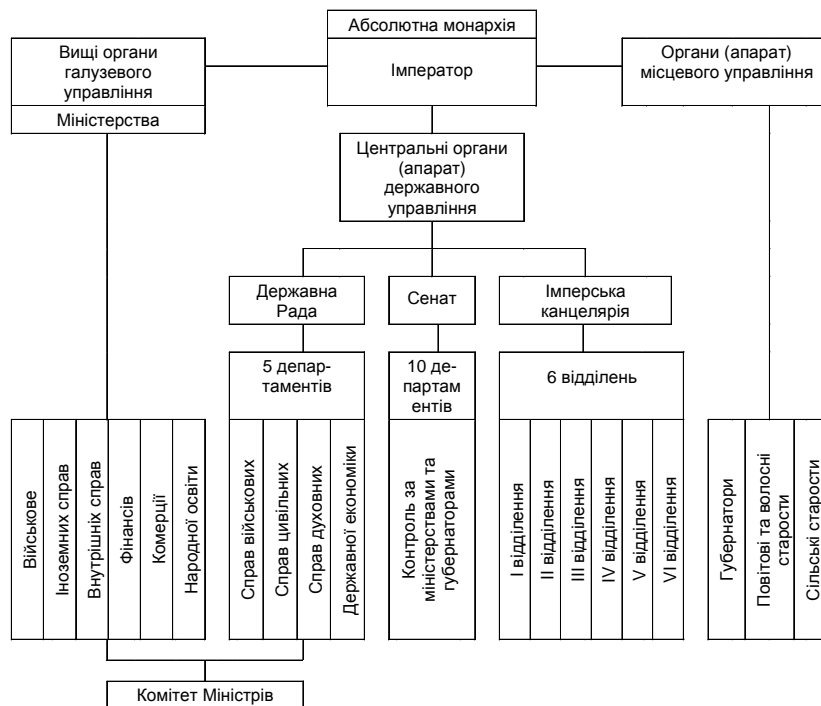 Абсолютна монархія
Вищі органи
галузевого
управління
Імператор
Органи (апарат)
місцевого управління
Міністерства
Центральні органи
(апарат)
державного
управління
Державна
Рада
Сенат
Імперська
канцелярія
5 депар-
таментів
10 де-
партам
ентів
6 відділень
Військове
Іноземних справ
Внутрішніх справ
Фінансів
Комерції
Народної освіти
Справ військових
Справ цивільних
Справ духовних
Державної економіки
Контроль за
міністерствами та
губернаторами
I відділення
II відділення
III відділення
IV відділення
V відділення
VI відділення
Губернатори
Повітові та волосні
старости
Сільські старости
Комітет Міністрів